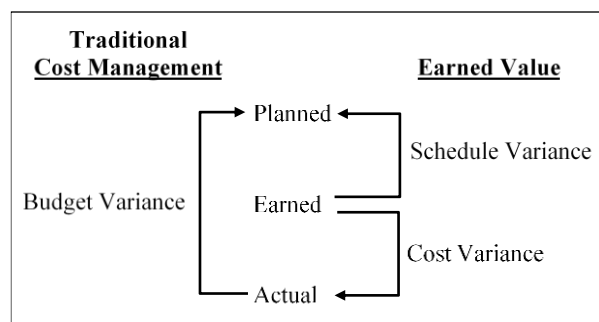 Traditional
Cost Management
Earned Value
Planned
Schedule Variance
Budget Variance
Earned
Cost Variance
Actual